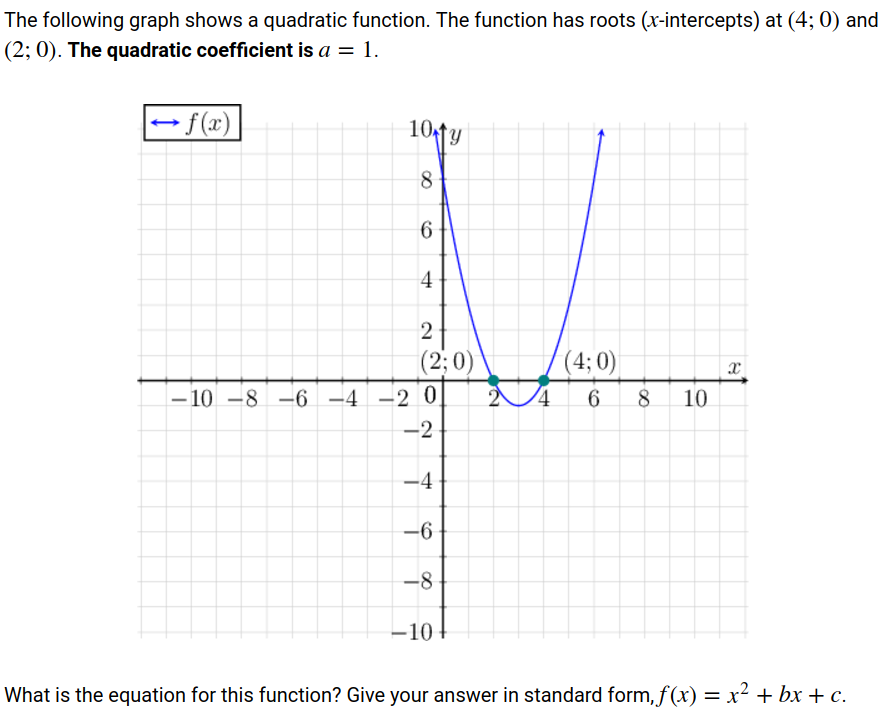 The following graph shows a quadratic function. The function has roots (x-intercepts) at (4; 0) and
(2; 0). The quadratic coefficient is a = 1.
f(x)
10
y
8
6
4
2
(2; 0)
(4; 0)
x
−10 −8 −6 −4 −2 0 2 4 6 8 10
−2
−4
−6
−8
−10
What is the equation for this function? Give your answer in standard form, f(x) = x² + bx + c.